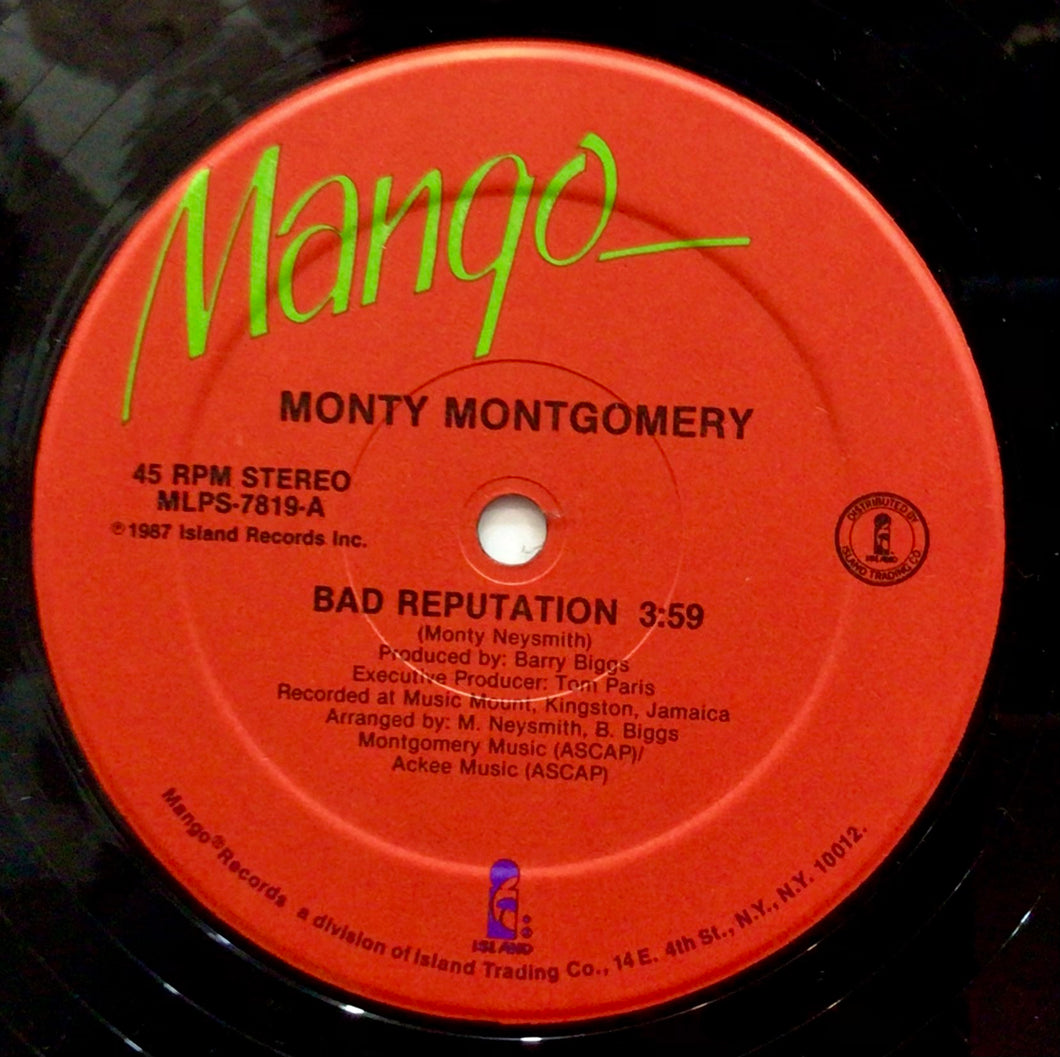 Mango
MONTY MONTGOMERY
45 RPM STEREO
MLPS-7819-A
℗1987 Island Records Inc.
DISTRIBUTED BY
ISLAND
ISLAND TRADING CO
BAD REPUTATION 3:59
(Monty Neysmith)
Produced by: Barry Biggs
Executive Producer: Tom Paris
Recorded at Music Mount, Kingston, Jamaica
Arranged by: M. Neysmith, B. Biggs
Montgomery Music (ASCAP)/
Ackee Music (ASCAP)
ISLAND®
Mango®Records a division of Island Trading Co., 14 E. 4th St., N.Y., N.Y. 10012.